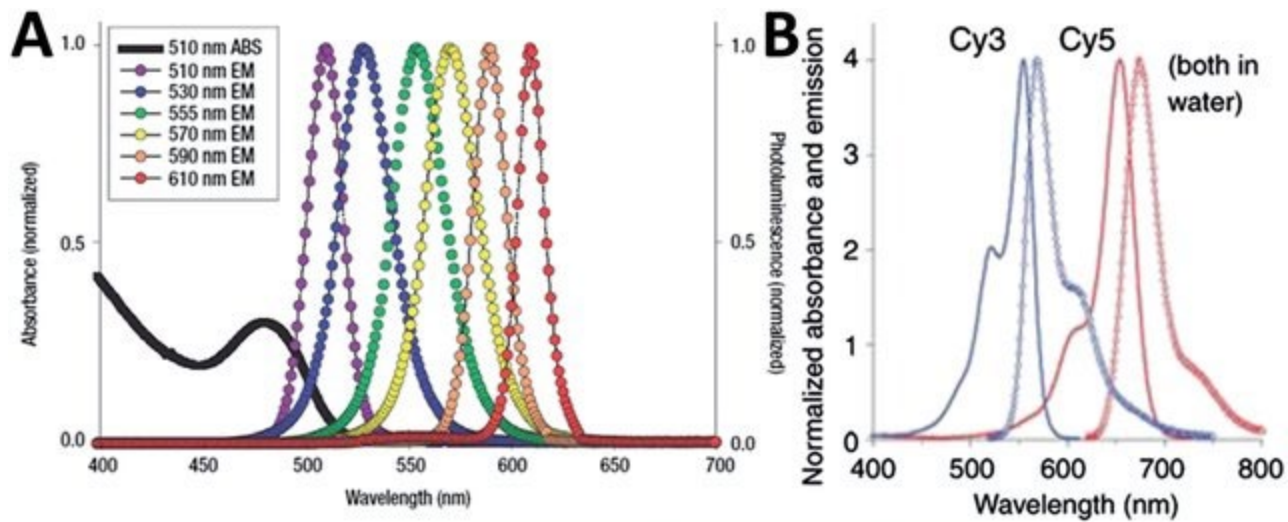 A
1.0
510 nm ABS
510 nm EM
530 nm EM
555 nm EM
570 nm EM
590 nm EM
610 nm EM
0.5
0.0
Absorbance (normalized)
400 450 500 550 600 650 700
Wavelength (nm)
1.0
0.5
0.0
Photoluminescence (normalized)
B
Normalized absorbance and emission
4
3
2
1
0
Cy3 Cy5
(both in
water)
400 500 600 700 800
Wavelength (nm)